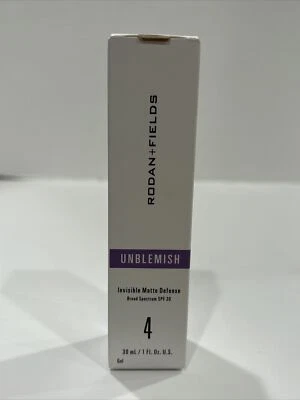 RODAN+FIELDS
UNBLEMISH
Invisible Matte Defense
Broad Spectrum SPF 30
4
30 mL / 1 Fl. Oz. U.S.
Gel